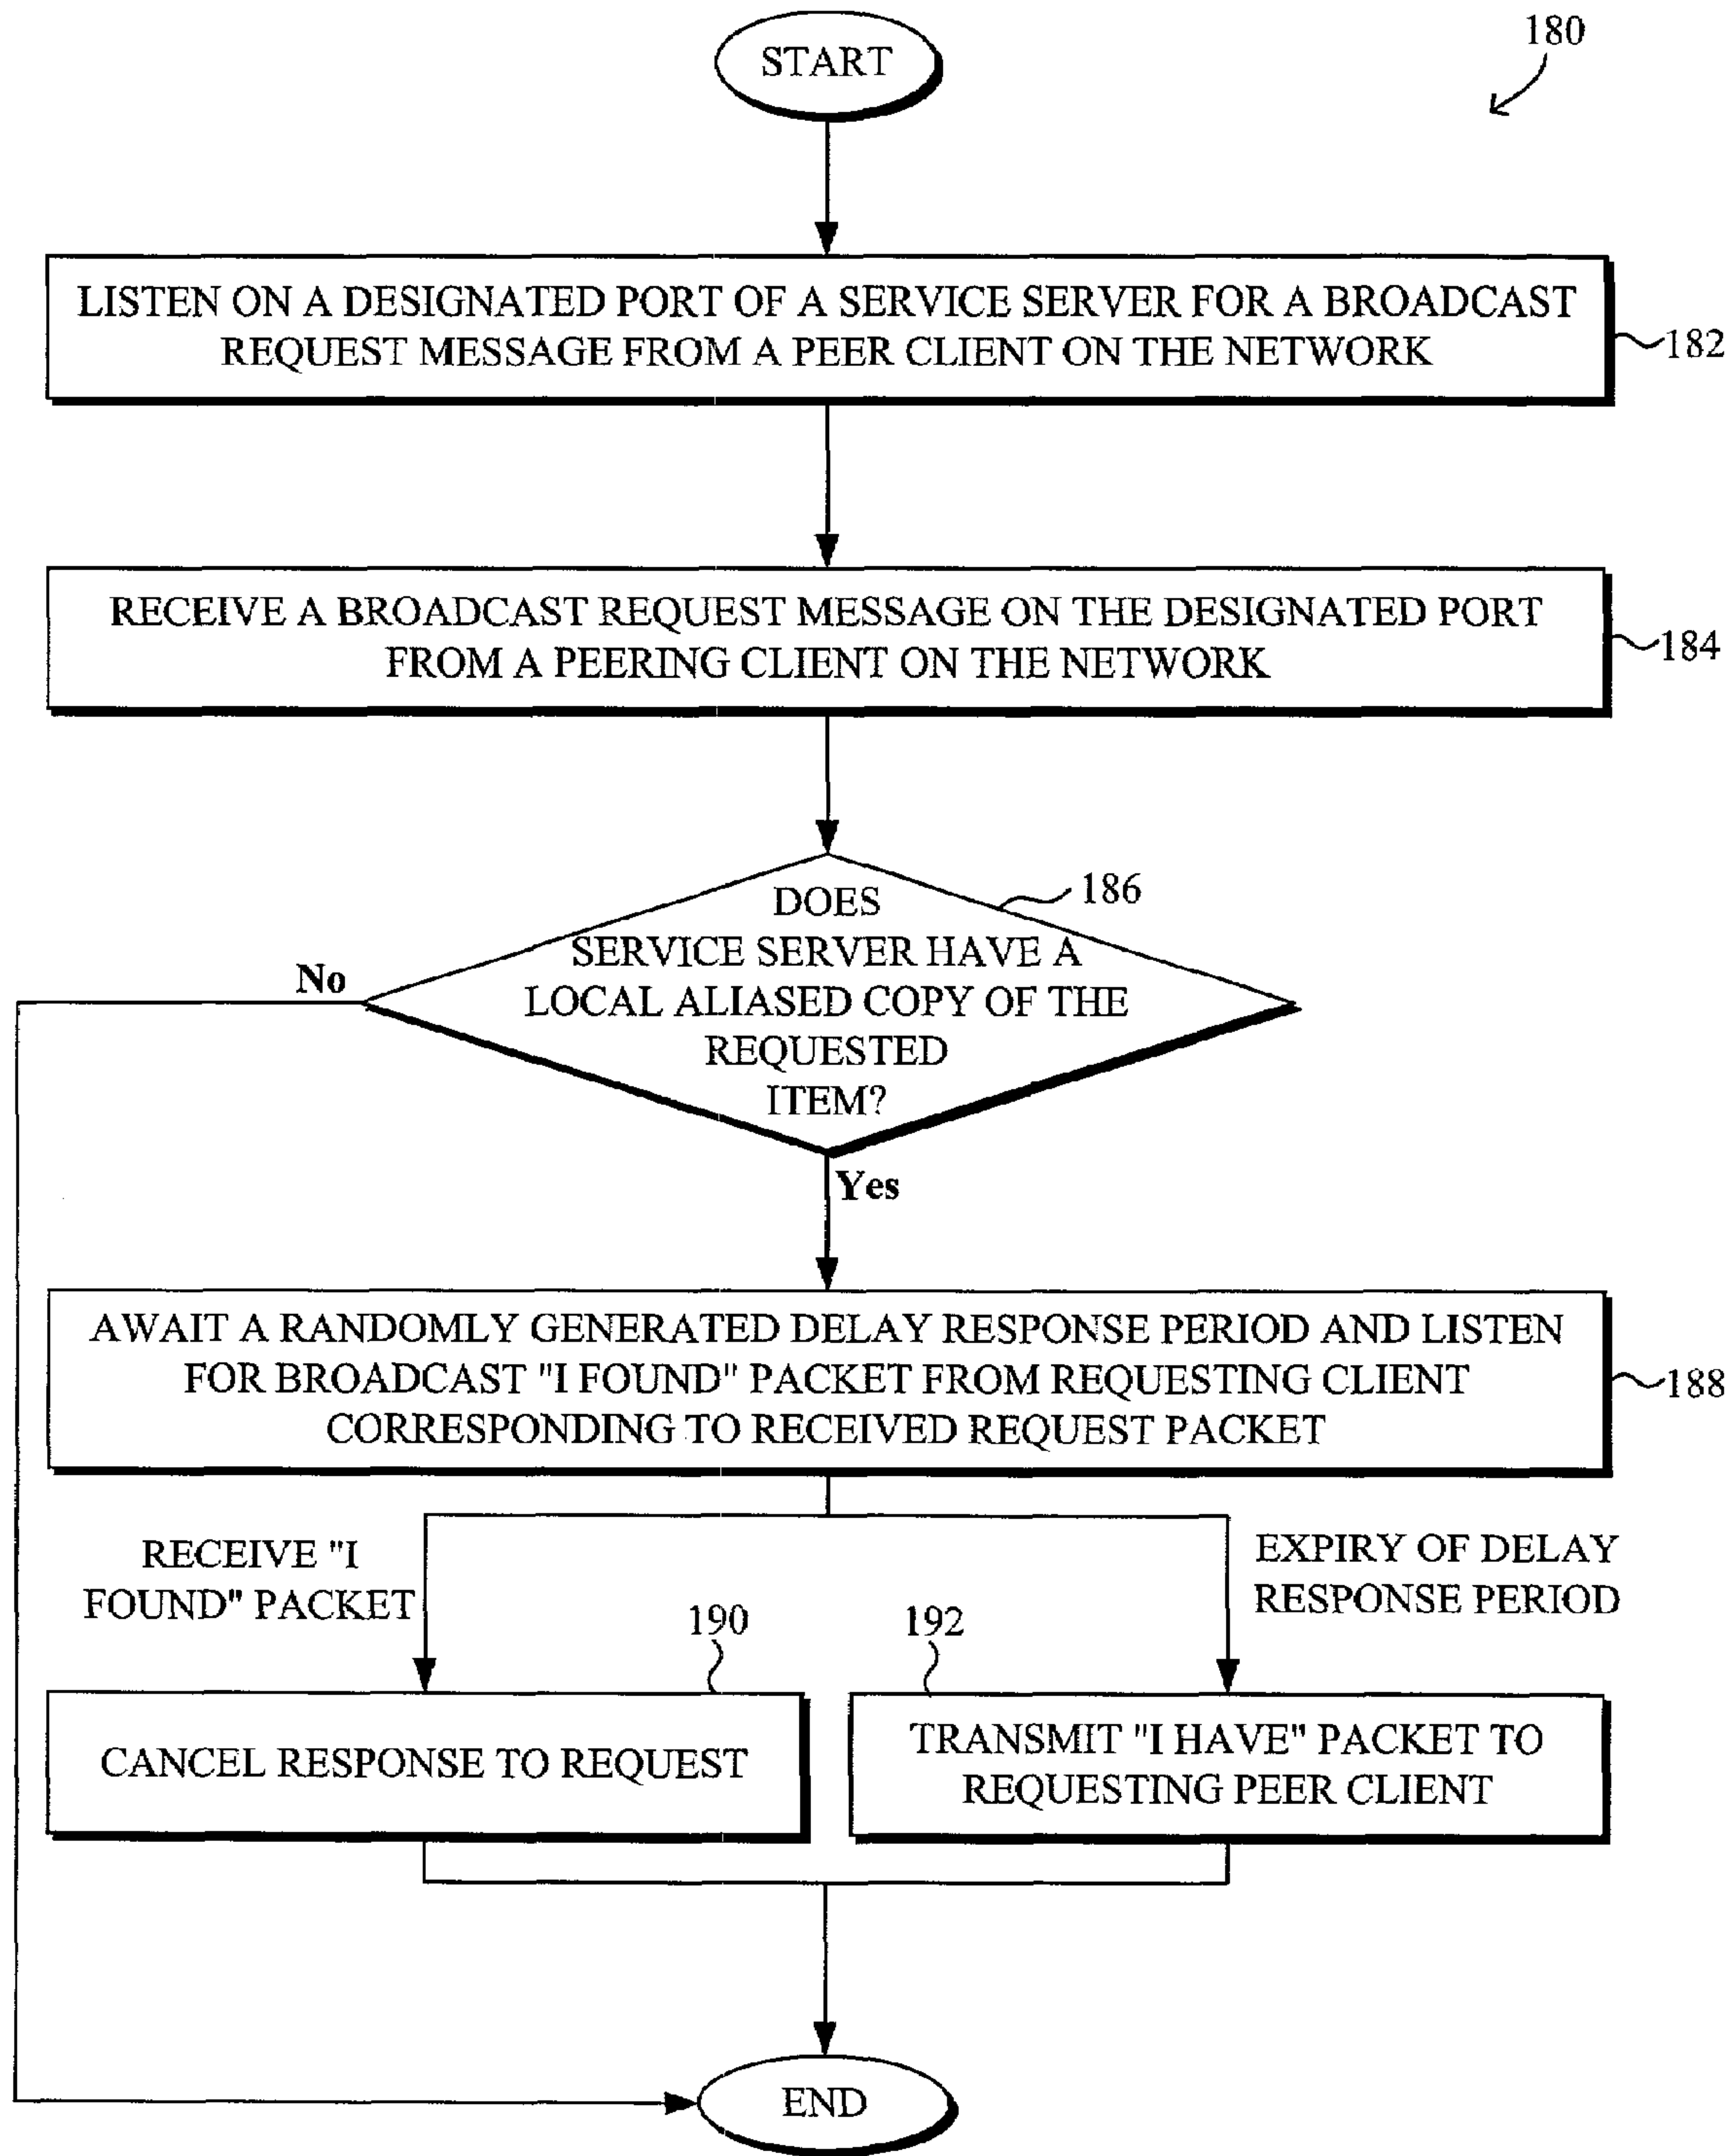 START
180
LISTEN ON A DESIGNATED PORT OF A SERVICE SERVER FOR A BROADCAST
REQUEST MESSAGE FROM A PEER CLIENT ON THE NETWORK
182
RECEIVE A BROADCAST REQUEST MESSAGE ON THE DESIGNATED PORT
FROM A PEERING CLIENT ON THE NETWORK
184
DOES
SERVICE SERVER HAVE A
LOCAL ALIASED COPY OF THE
REQUESTED
ITEM?
186
No
Yes
AWAIT A RANDOMLY GENERATED DELAY RESPONSE PERIOD AND LISTEN
FOR BROADCAST "I FOUND" PACKET FROM REQUESTING CLIENT
CORRESPONDING TO RECEIVED REQUEST PACKET
188
RECEIVE "I
FOUND" PACKET
EXPIRY OF DELAY
RESPONSE PERIOD
190
192
CANCEL RESPONSE TO REQUEST
TRANSMIT "I HAVE" PACKET TO
REQUESTING PEER CLIENT
END